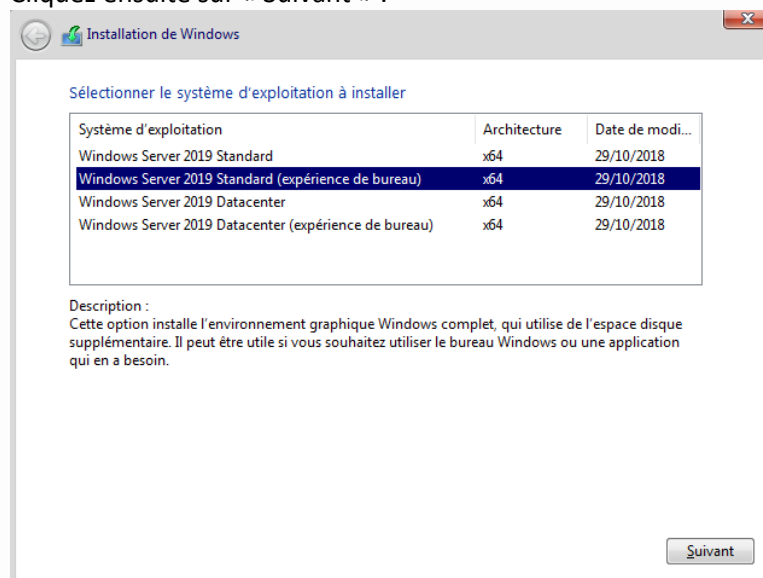 Cliquez ensuite sur « Suivant » :
Installation de Windows
Sélectionner le système d'exploitation à installer
Système d'exploitation Architecture Date de modi...
Windows Server 2019 Standard x64 29/10/2018
Windows Server 2019 Standard (expérience de bureau) x64 29/10/2018
Windows Server 2019 Datacenter x64 29/10/2018
Windows Server 2019 Datacenter (expérience de bureau) x64 29/10/2018
Description :
Cette option installe l'environnement graphique Windows complet, qui utilise de l'espace disque
supplémentaire. Il peut être utile si vous souhaitez utiliser le bureau Windows ou une application
qui en a besoin.
Suivant